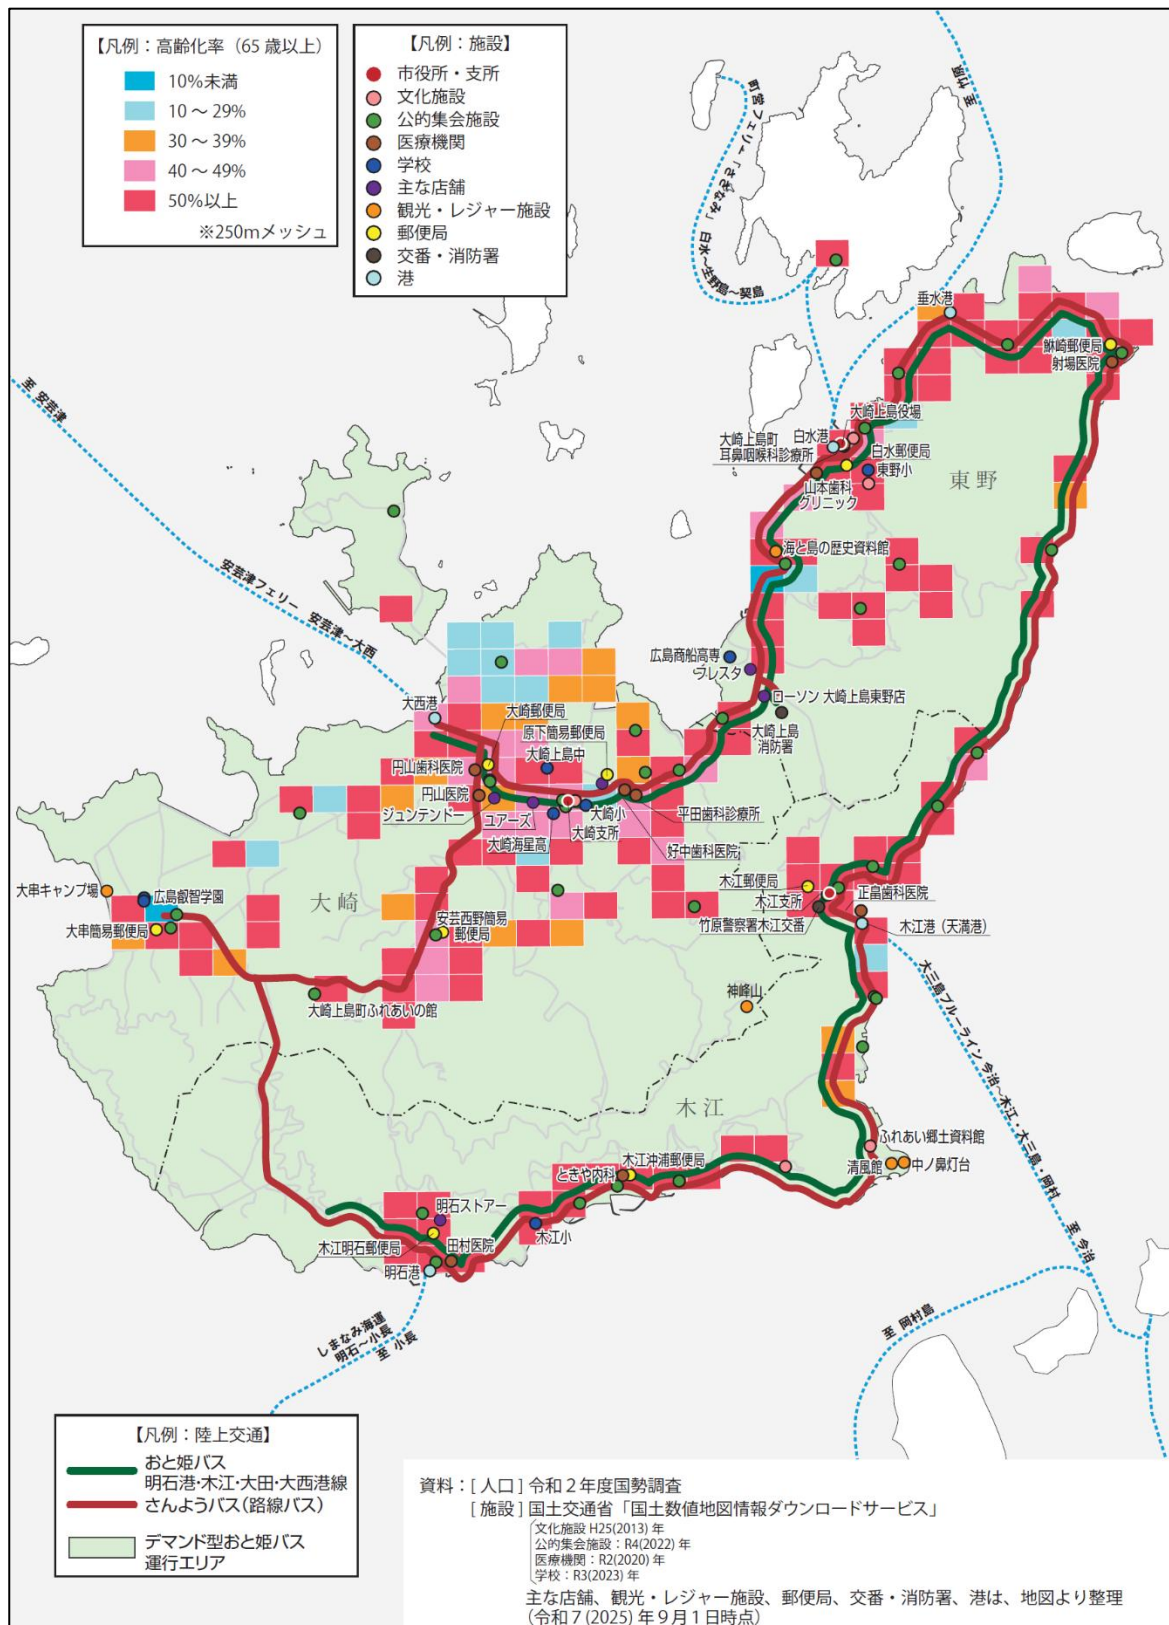 【凡例：高齢化率（65 歳以上）
10%未満
10 ～ 29%
30 ～ 39%
40 ～ 49%
50%以上
※250mメッシュ
【凡例：施設】
市役所・支所
文化施設
公的集会施設
医療機関
学校
主な店舗
観光・レジャー施設
郵便局
交番・消防署
港
町営フェリー「さざなみ」 白水～生野島～契島
至 竹原
至 安芸津
安芸津フェリー 安芸津～大西
垂水港
鮴崎郵便局
射場医院
大崎上島役場
白水港
大崎上島町
耳鼻咽喉科診療所
白水郵便局
東野小
山本歯科
クリニック
東野
海と島の歴史資料館
広島商船高専
プレスタ
ローソン 大崎上島東野店
大崎上島
消防署
大西港
大崎郵便局
原下簡易郵便局
大崎上島中
円山歯科医院
円山医院
ジュンテンドー
ユアーズ
大崎海星高
大崎小
大崎支所
平田歯科診療所
好中歯科医院
大串キャンプ場
広島叡智学園
大串簡易郵便局
大崎
安芸西野簡易
郵便局
大崎上島町ふれあいの館
木江郵便局
木江支所
竹原警察署木江交番
正畠歯科医院
木江港（天満港）
神峰山
大三島ブルーライン 今治～木江・大三島・岡村
至 今治
木江
ふれあい郷土資料館
清風館
中ノ鼻灯台
木江沖浦郵便局
ときや内科
明石ストアー
木江明石郵便局
田村医院
木江小
明石港
しまなみ海運
明石～小長
至 小長
至 岡村島
【凡例：陸上交通】
おと姫バス
明石港・木江・大田・大西港線
さんようバス（路線バス）
デマンド型おと姫バス
運行エリア
資料：［人口］令和２年度国勢調査
［施設］国土交通省「国土数値地図情報ダウンロードサービス」
文化施設 H25(2013) 年
公的集会施設：R4(2022) 年
医療機関：R2(2020) 年
学校：R3(2023) 年
主な店舗、観光・レジャー施設、郵便局、交番・消防署、港は、地図より整理
（令和７(2025) 年９月１日時点）